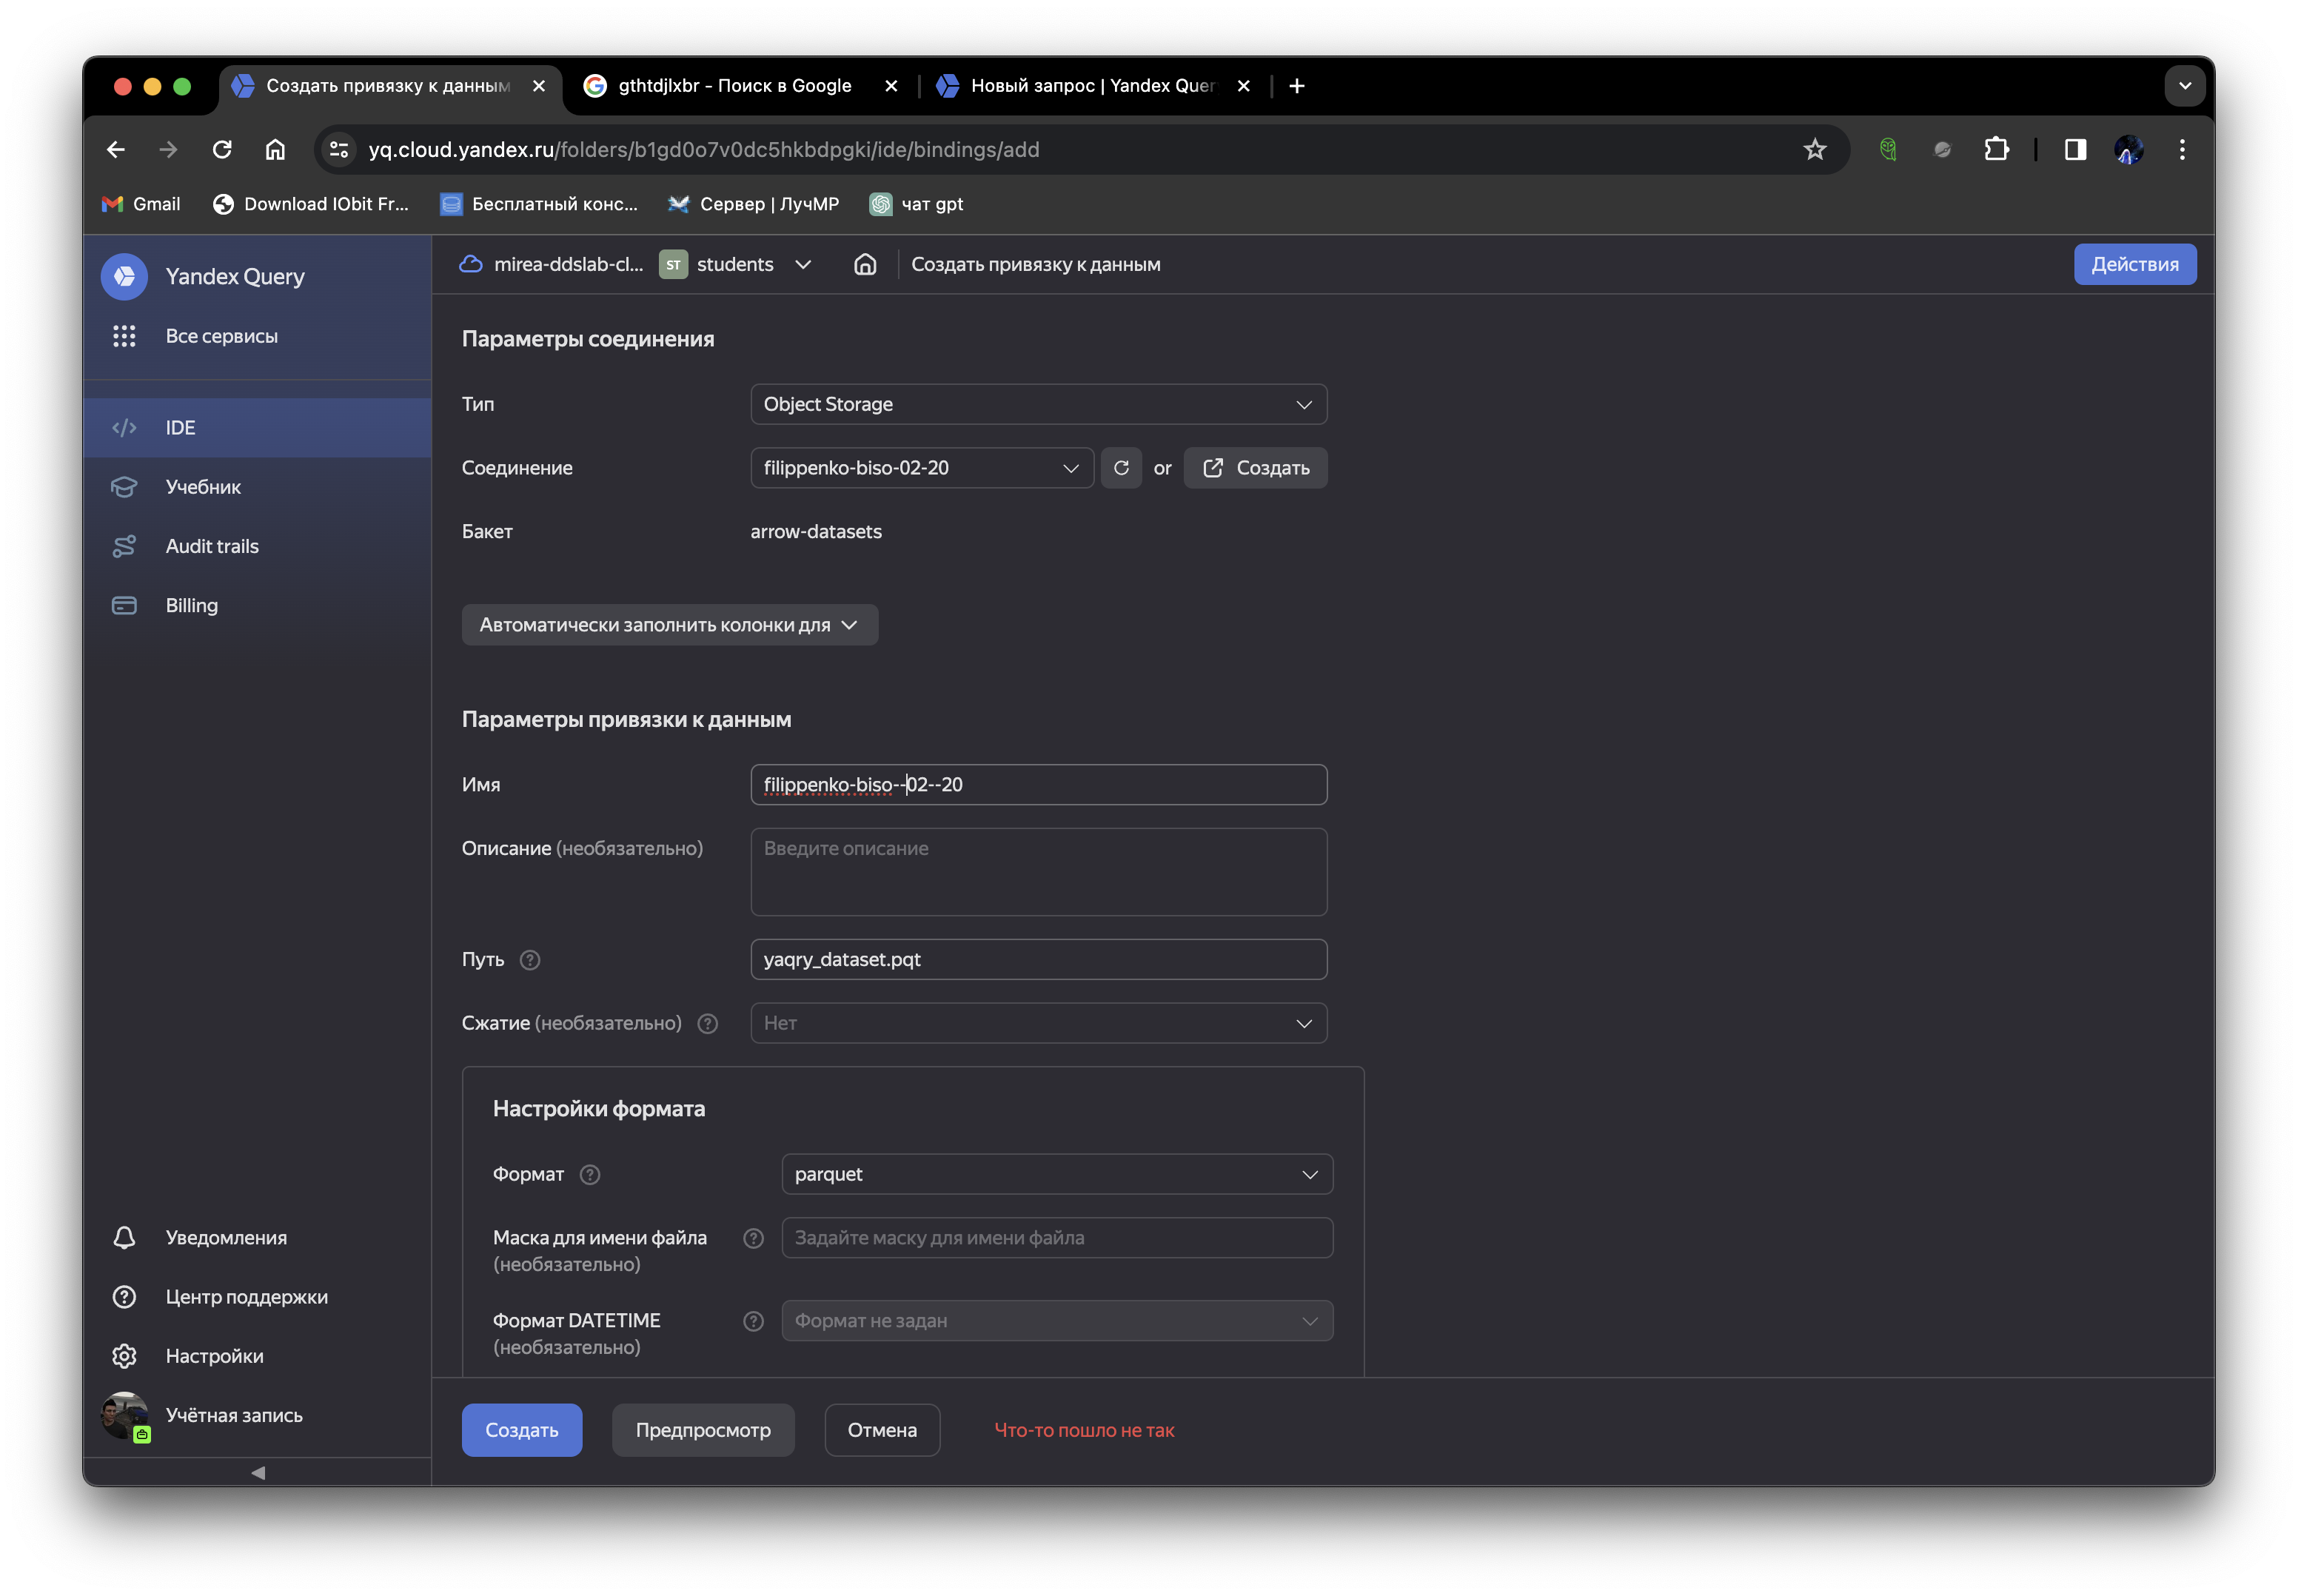 Создать привязку к данным
gthtdjlxbr - Поиск в Google
Новый запрос | Yandex Quer
yq.cloud.yandex.ru/folders/b1gd0o7v0dc5hkbdpgki/ide/bindings/add
Gmail
Download IObit Fr...
Бесплатный конс...
Сервер | ЛучМР
чат gpt
Yandex Query
Все сервисы
IDE
Учебник
Audit trails
Billing
Уведомления
Центр поддержки
Настройки
Учётная запись
mirea-ddslab-cl...
ST
students
Создать привязку к данным
Действия
Параметры соединения
Тип
Object Storage
Соединение
filippenko-biso-02-20
or
Создать
Бакет
arrow-datasets
Автоматически заполнить колонки для
Параметры привязки к данным
Имя
filippenko-biso--02--20
Описание (необязательно)
Введите описание
Путь
yaqry_dataset.pqt
Сжатие (необязательно)
Нет
Настройки формата
Формат
parquet
Маска для имени файла
(необязательно)
Задайте маску для имени файла
Формат DATETIME
(необязательно)
Формат не задан
Создать
Предпросмотр
Отмена
Что-то пошло не так